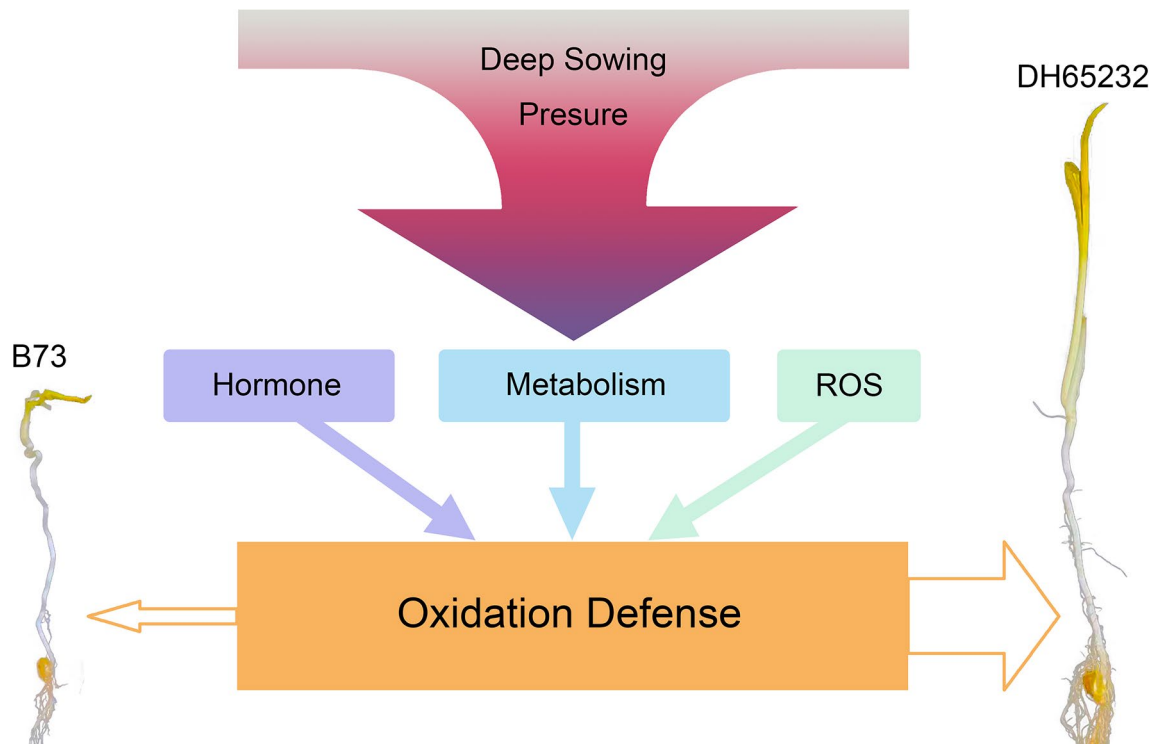 Deep Sowing
Presure
DH65232
B73
Hormone
Metabolism
ROS
Oxidation Defense